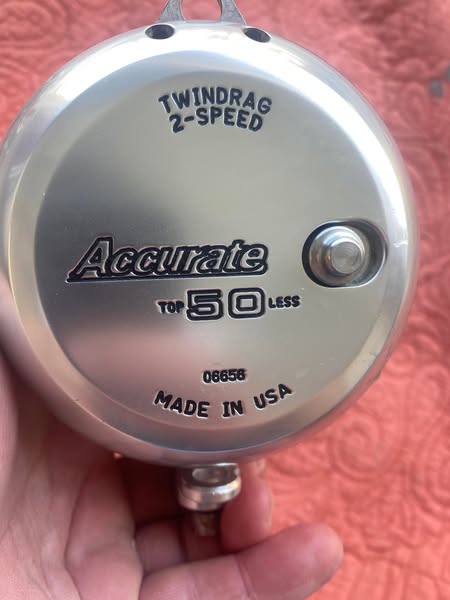 TWINDRAG
2-SPEED
Accurate
TOP 50 LESS
06656
MADE IN USA